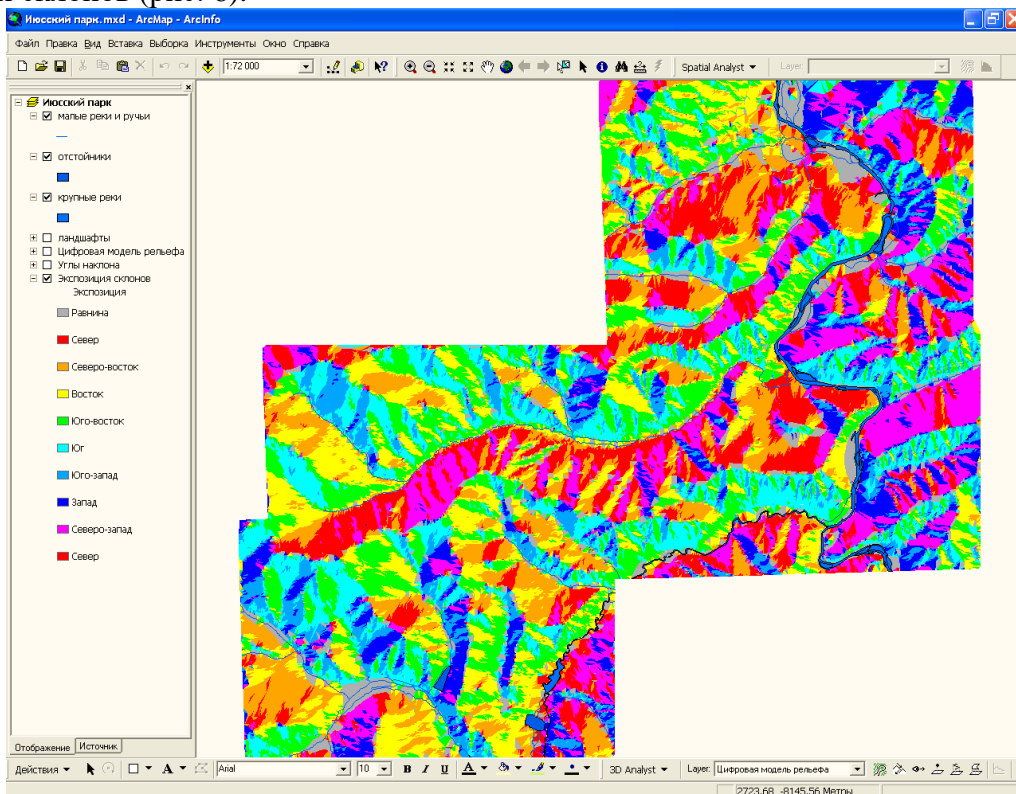 Июсский парк.mxd - ArcMap - ArcInfo
Файл Правка Вид Вставка Выборка Инструменты Окно Справка
1:72 000
Spatial Analyst
Layer:
Июсский парк
малые реки и ручьи
отстойники
крупные реки
ландшафты
Цифровая модель рельефа
Углы наклона
Экспозиция склонов
Экспозиция
Равнина
Север
Северо-восток
Восток
Юго-восток
Юг
Юго-запад
Запад
Северо-запад
Север
Отображение Источник
Действия
A
Arial
10
B I U A
3D Analyst
Layer: Цифровая модель рельефа
2723,68 -8145,56 Метры